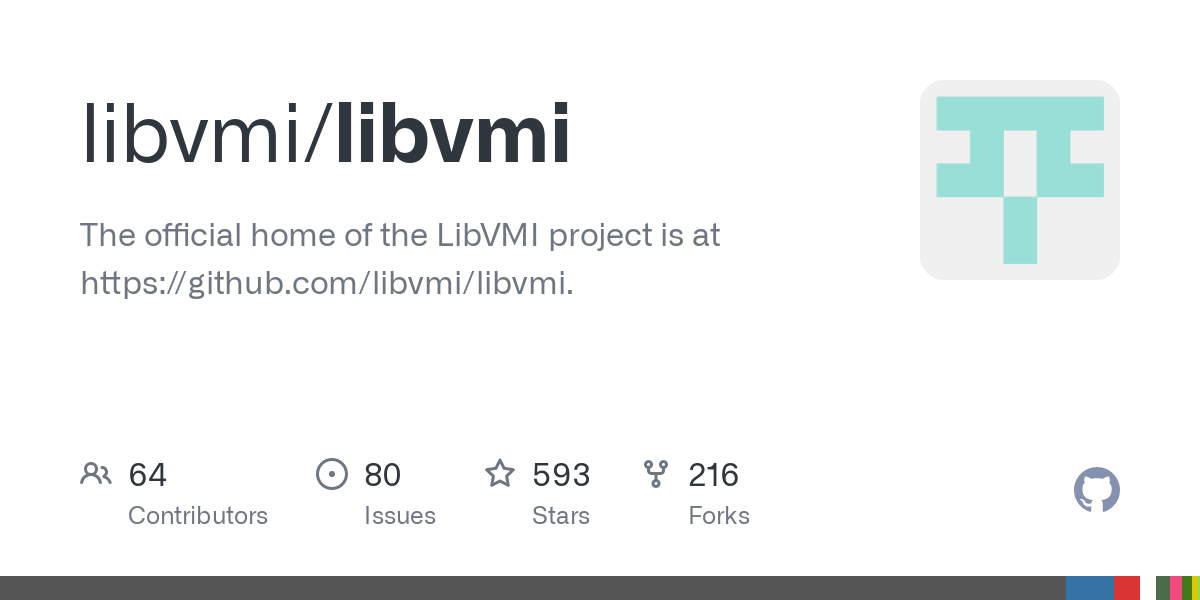 libvmi/libvmi
The official home of the LibVMI project is at
https://github.com/libvmi/libvmi.
64 80 593 216
Contributors Issues Stars Forks